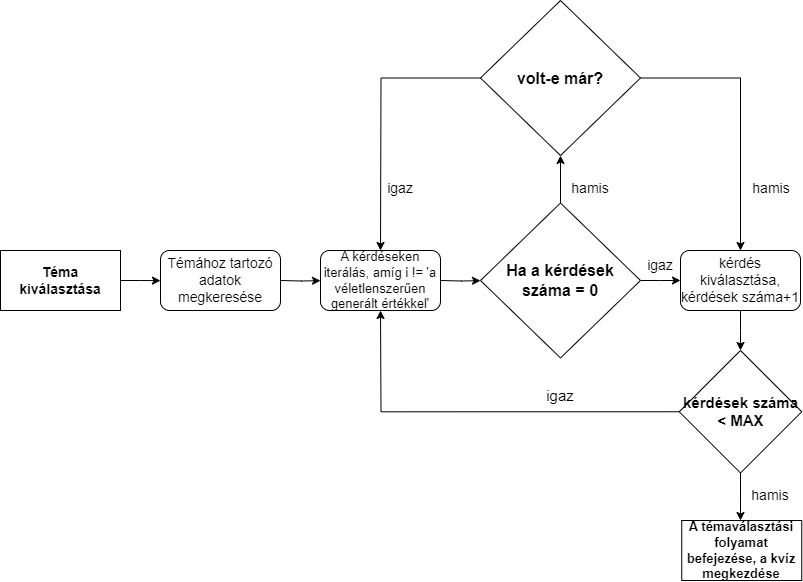 volt-e már?
igaz
hamis
hamis
Téma
kiválasztása
Témához tartozó
adatok
megkeresése
A kérdéseken
iterálás, amíg i != 'a
véletlenszerűen
generált értékkel'
Ha a kérdések
száma = 0
igaz
kérdés
kiválasztása,
kérdések száma+1
igaz
kérdések száma
< MAX
hamis
A témaválasztási
folyamat
befejezése, a kvíz
megkezdése